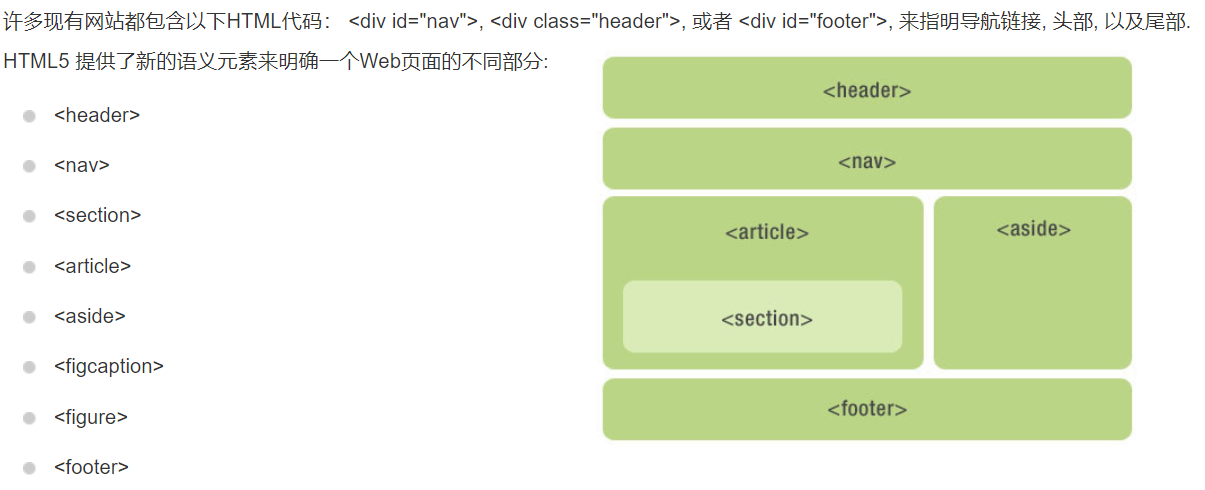 许多现有网站都包含以下HTML代码： <div id="nav">, <div class="header">, 或者 <div id="footer">, 来指明导航链接, 头部, 以及尾部.
HTML5 提供了新的语义元素来明确一个Web页面的不同部分:
<header>
<nav>
<section>
<article>
<aside>
<figcaption>
<figure>
<footer>
<header>
<nav>
<article>
<section>
<aside>
<footer>